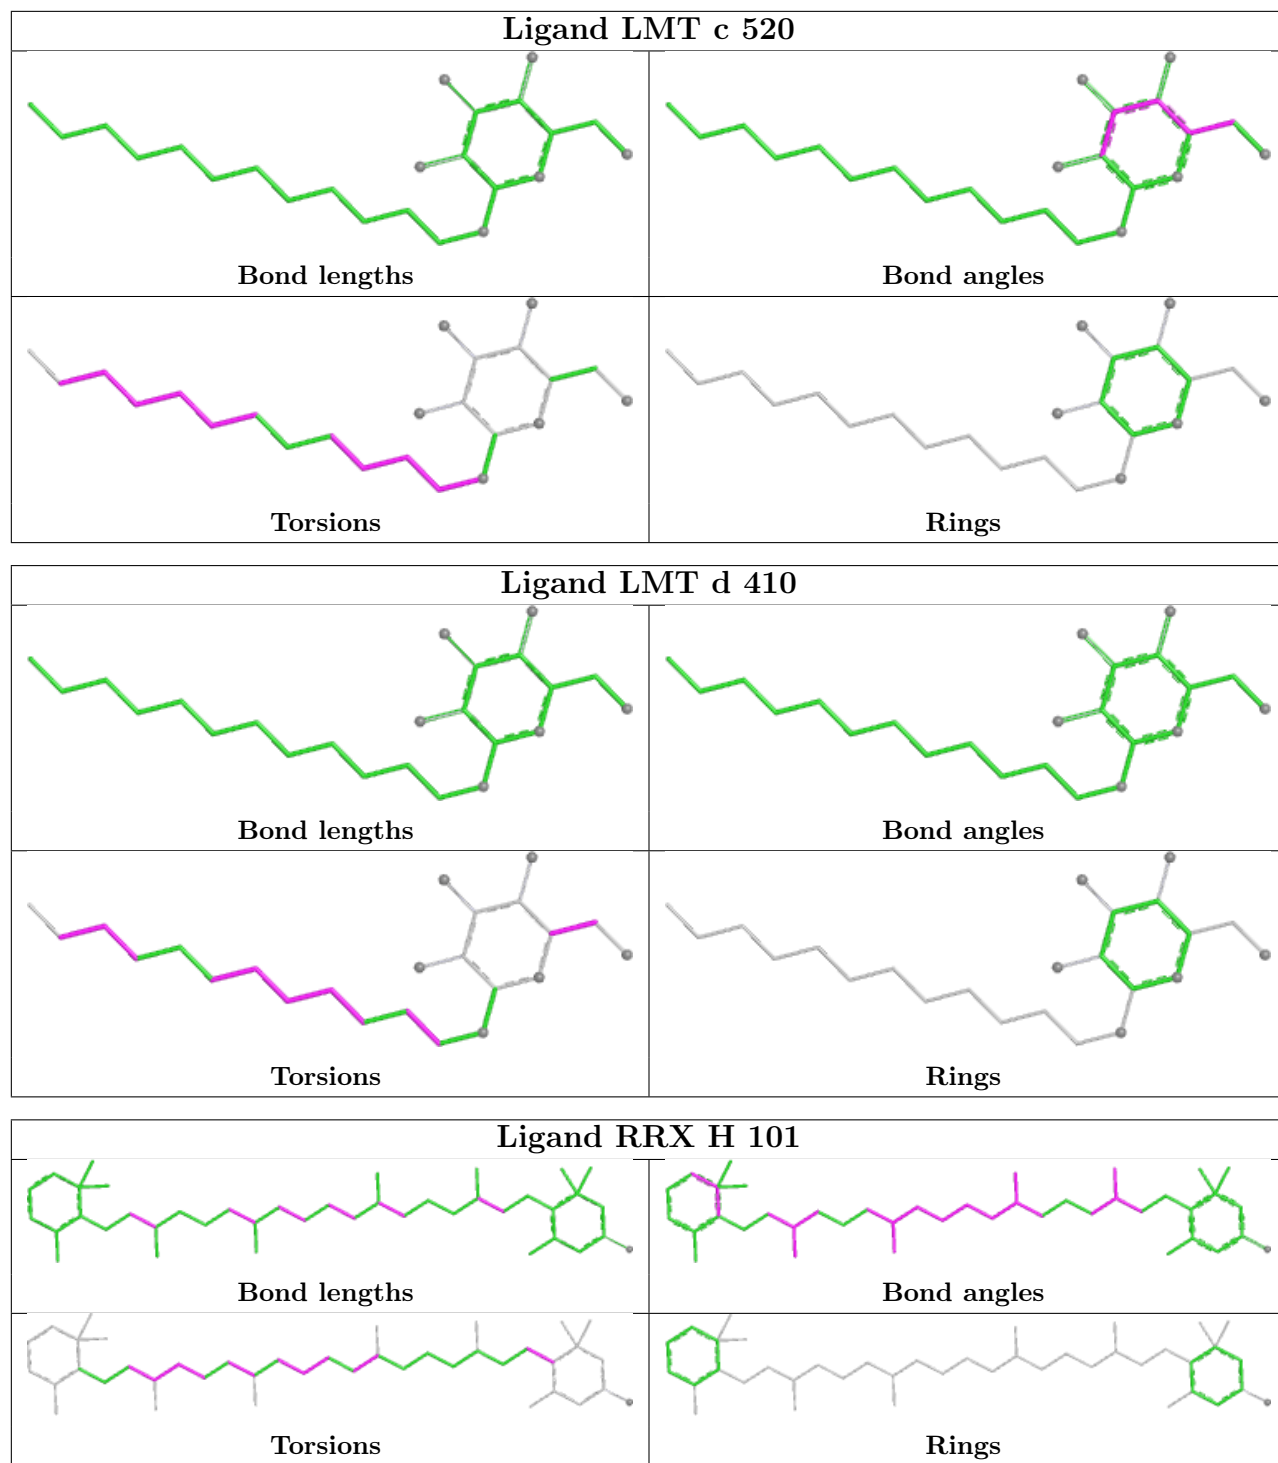 Ligand LMT c 520
Bond lengths
Bond angles
Torsions
Rings
Ligand LMT d 410
Bond lengths
Bond angles
Torsions
Rings
Ligand RRX H 101
Bond lengths
Bond angles
Torsions
Rings